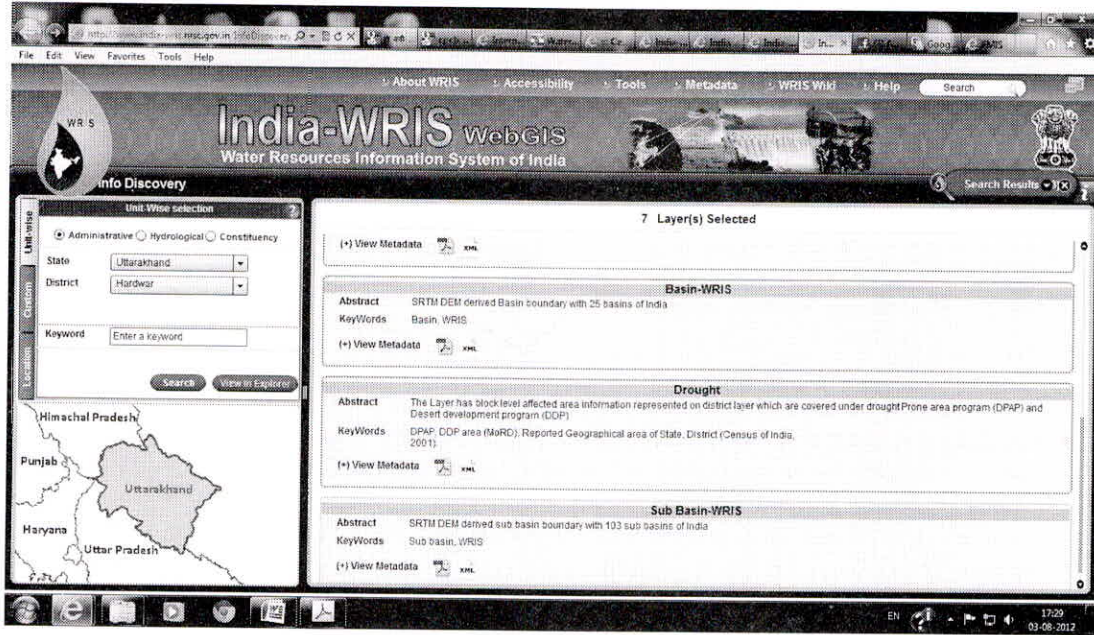 File Edit View Favorites Tools Help
About WRIS Accessibility Tools Metadata WRIS Wiki Help Search
WRIS
India-WRIS WebGIS
Water Resources Information System of India
Info Discovery
Search Results
Unit-Wise selection
?
Unit-wise
Custom
Location
Administrative Hydrological Constituency
State Uttarakhand
District Hardwar
Keyword Enter a keyword
Search View in Explorer
Himachal Pradesh
Punjab
Uttarakhand
Haryana
Uttar Pradesh
7 Layer(s) Selected
(+) View Metadata XML
Basin-WRIS
Abstract SRTM DEM derived Basin boundary with 25 basins of India
KeyWords Basin, WRIS
(+) View Metadata XML
Drought
Abstract The Layer has block level affected area information represented on district layer which are covered under drought Prone area program (DPAP) and
Desert development program (DDP)
KeyWords DPAP, DDP area (MoRD), Reported Geographical area of State, District (Census of India,
2001)
(+) View Metadata XML
Sub Basin-WRIS
Abstract SRTM DEM derived sub basin boundary with 103 sub basins of India
KeyWords Sub basin, WRIS
(+) View Metadata XML
EN 17:29
03-08-2012